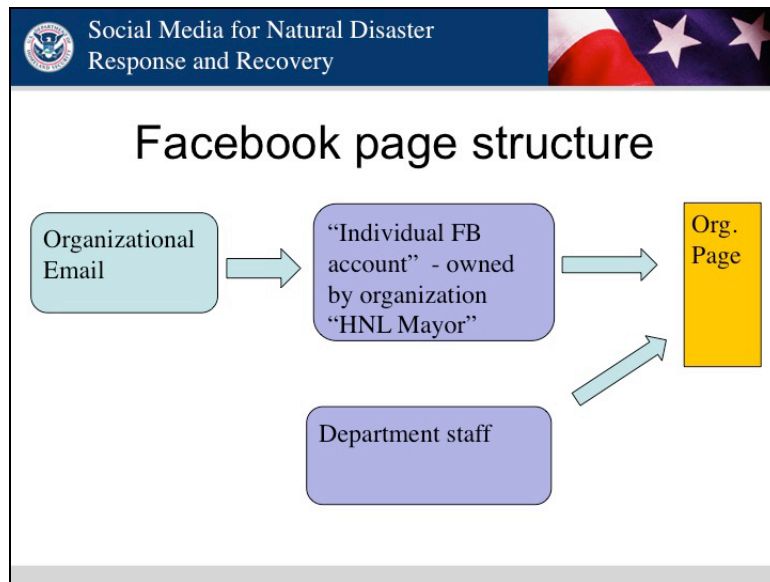 Social Media for Natural Disaster
Response and Recovery
Facebook page structure
Organizational
Email
“Individual FB
account” - owned
by organization
“HNL Mayor”
Org.
Page
Department staff